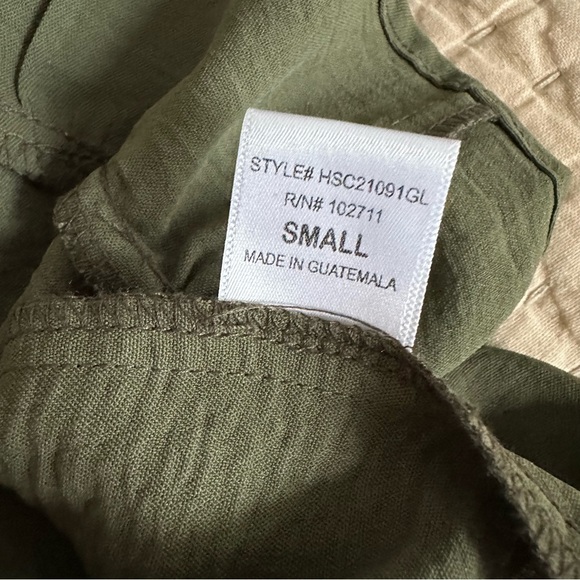 STYLE# HSC21091GL
R/N# 102711
SMALL
MADE IN GUATEMALA